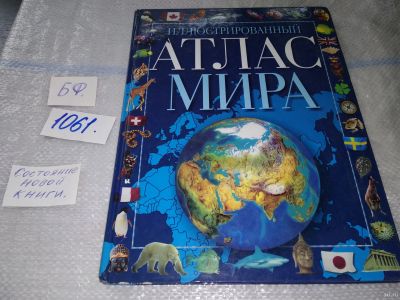 ИЛЛЮСТРИРОВАННЫЙ
АТЛАС
МИРА
БФ
1061.
Состояние
новой
книги.